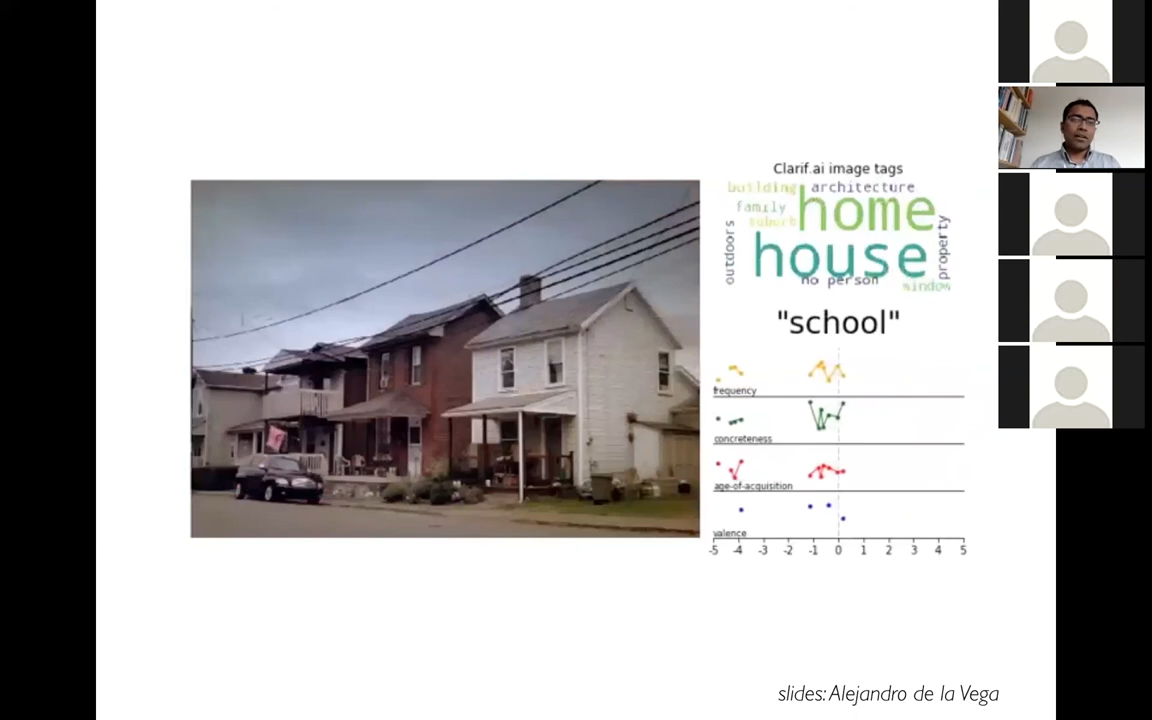 Clarif.ai image tags
building architecture
family home
suburb
outdoors
house
property
no person
window
"school"
frequency
concreteness
age-of-acquisition
valence
-5 -4 -3 -2 -1 0 1 2 3 4 5
slides: Alejandro de la Vega